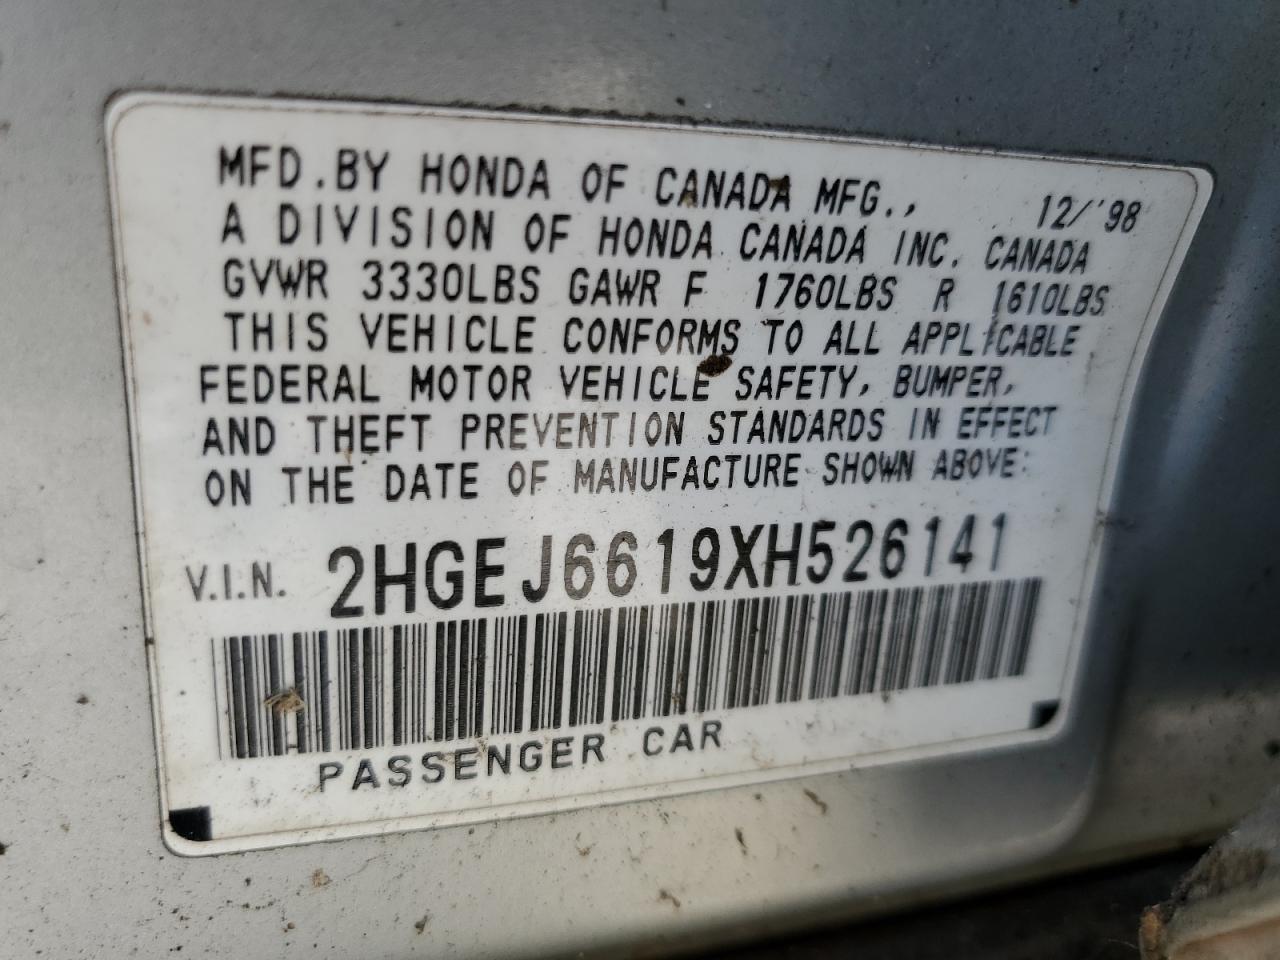 MFD.BY HONDA OF CANADA MFG., 12/'98
A DIVISION OF HONDA CANADA INC. CANADA
GVWR 3330LBS GAWR F 1760LBS R 1610LBS
THIS VEHICLE CONFORMS TO ALL APPLICABLE
FEDERAL MOTOR VEHICLE SAFETY, BUMPER,
AND THEFT PREVENTION STANDARDS IN EFFECT
ON THE DATE OF MANUFACTURE SHOWN ABOVE:
V.I.N. 2HGEJ6619XH526141
PASSENGER CAR